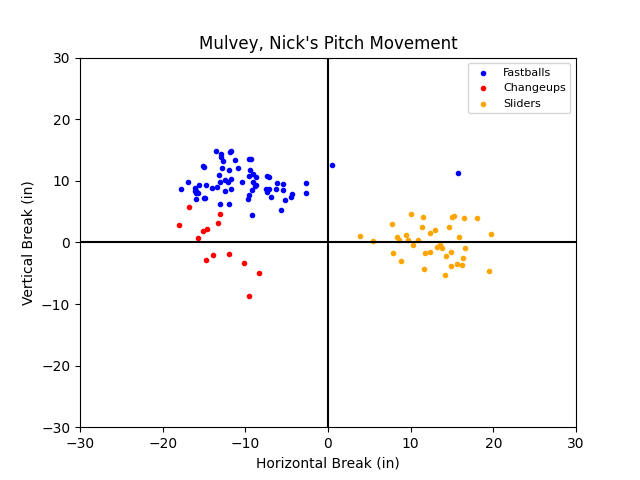 Mulvey, Nick's Pitch Movement
Fastballs
Changeups
Sliders
30
20
10
0
−10
−20
−30
Vertical Break (in)
−30
−20
−10
0
10
20
30
Horizontal Break (in)